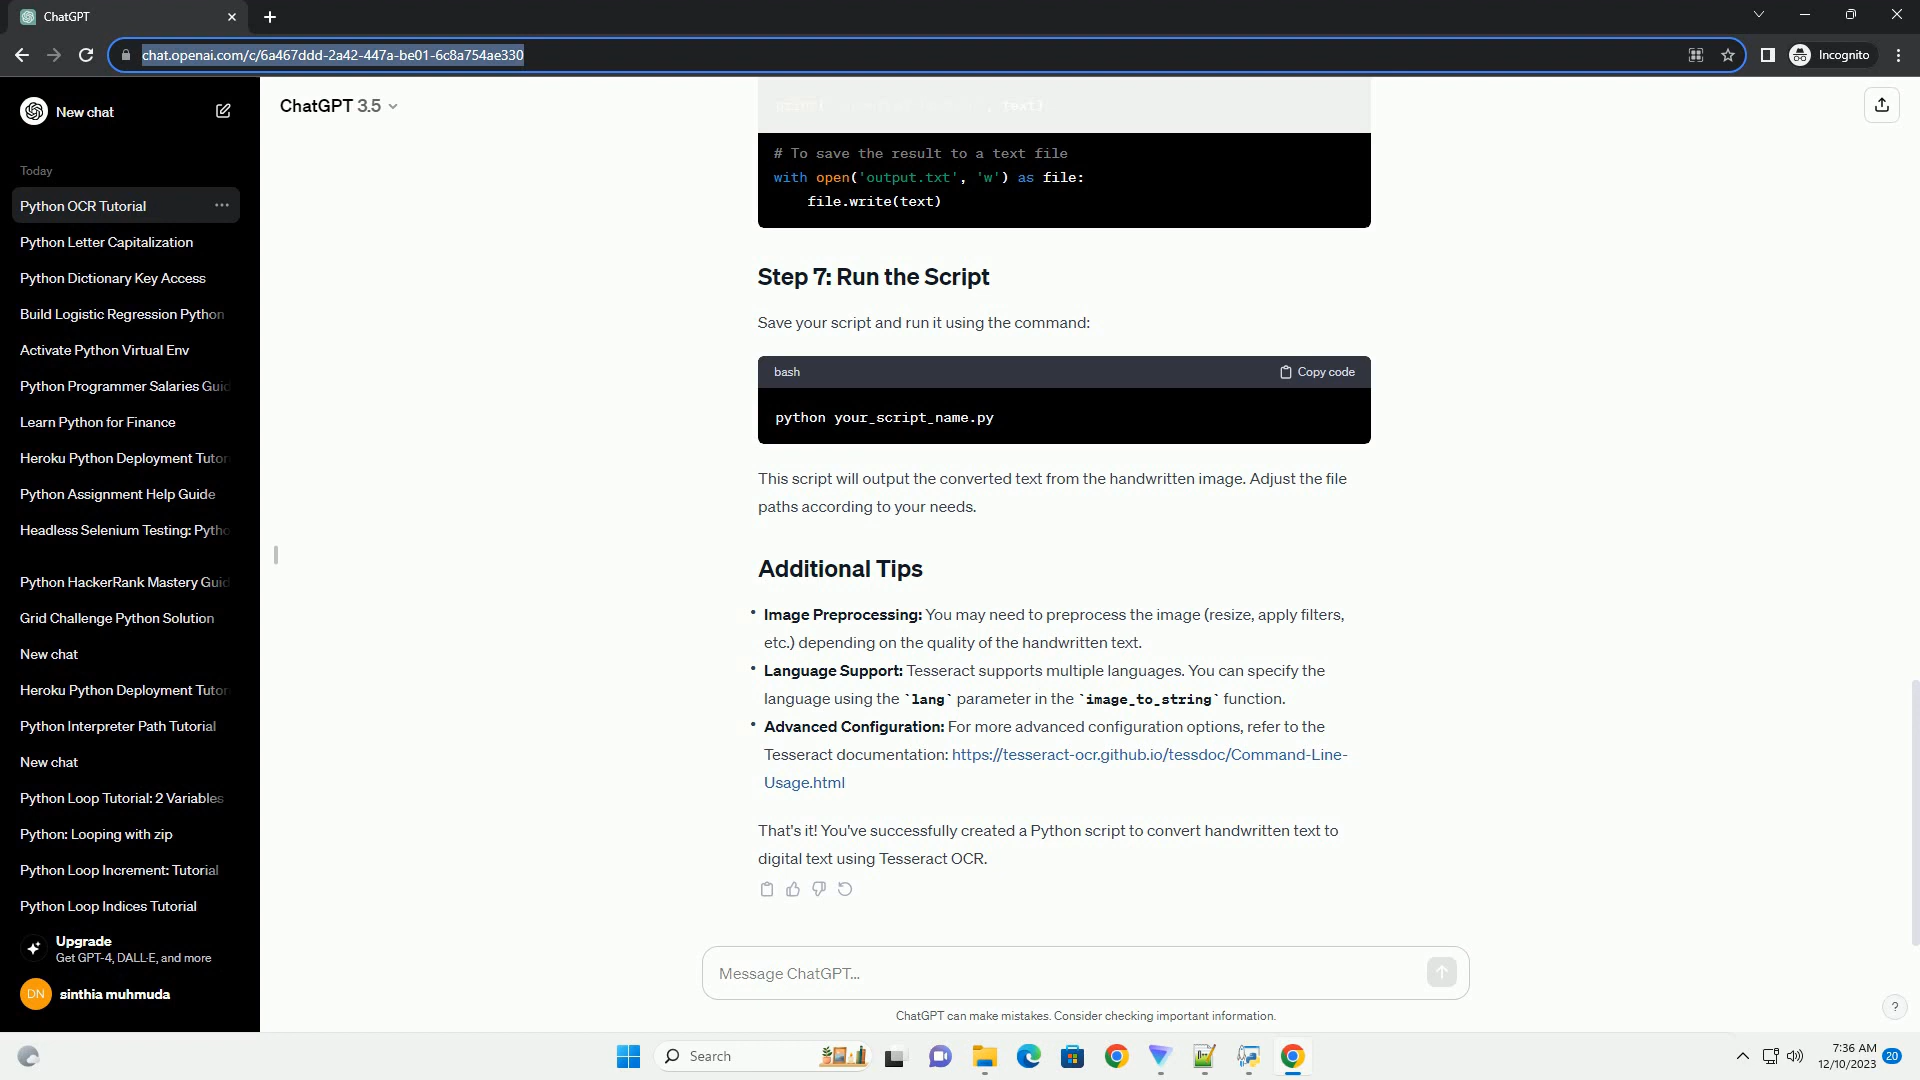 ChatGPT
chat.openai.com/c/6a467ddd-2a42-447a-be01-6c8a754ae330
Incognito
New chat
Today
Python OCR Tutorial
Python Letter Capitalization
Python Dictionary Key Access
Build Logistic Regression Python
Activate Python Virtual Env
Python Programmer Salaries Guid
Learn Python for Finance
Heroku Python Deployment Tutor
Python Assignment Help Guide
Headless Selenium Testing: Pytho
Python HackerRank Mastery Guid
Grid Challenge Python Solution
New chat
Heroku Python Deployment Tutor
Python Interpreter Path Tutorial
New chat
Python Loop Tutorial: 2 Variables
Python: Looping with zip
Python Loop Increment: Tutorial
Python Loop Indices Tutorial
Upgrade
Get GPT-4, DALL·E, and more
DN sinthia muhmuda
ChatGPT 3.5
print( , text)
# To save the result to a text file
with open('output.txt', 'w') as file:
file.write(text)
Step 7: Run the Script
Save your script and run it using the command:
bash Copy code
python your_script_name.py
This script will output the converted text from the handwritten image. Adjust the file
paths according to your needs.
Additional Tips
• Image Preprocessing: You may need to preprocess the image (resize, apply filters,
etc.) depending on the quality of the handwritten text.
• Language Support: Tesseract supports multiple languages. You can specify the
language using the `lang` parameter in the `image_to_string` function.
• Advanced Configuration: For more advanced configuration options, refer to the
Tesseract documentation: https://tesseract-ocr.github.io/tessdoc/Command-Line-
Usage.html
That's it! You've successfully created a Python script to convert handwritten text to
digital text using Tesseract OCR.
Message ChatGPT...
ChatGPT can make mistakes. Consider checking important information.
?
Search
7:36 AM
12/10/2023
20